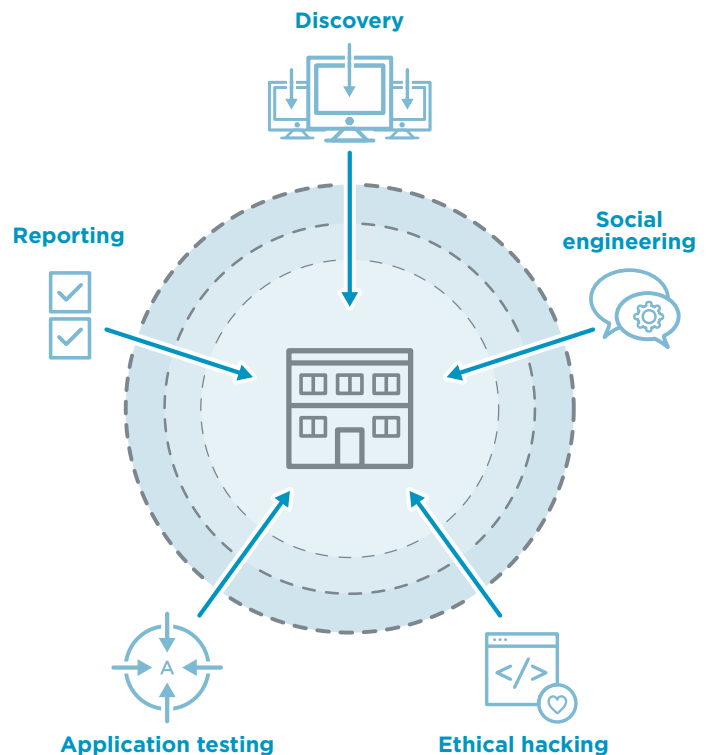 Discovery
Reporting
Social
engineering
A
</>
Application testing
Ethical hacking